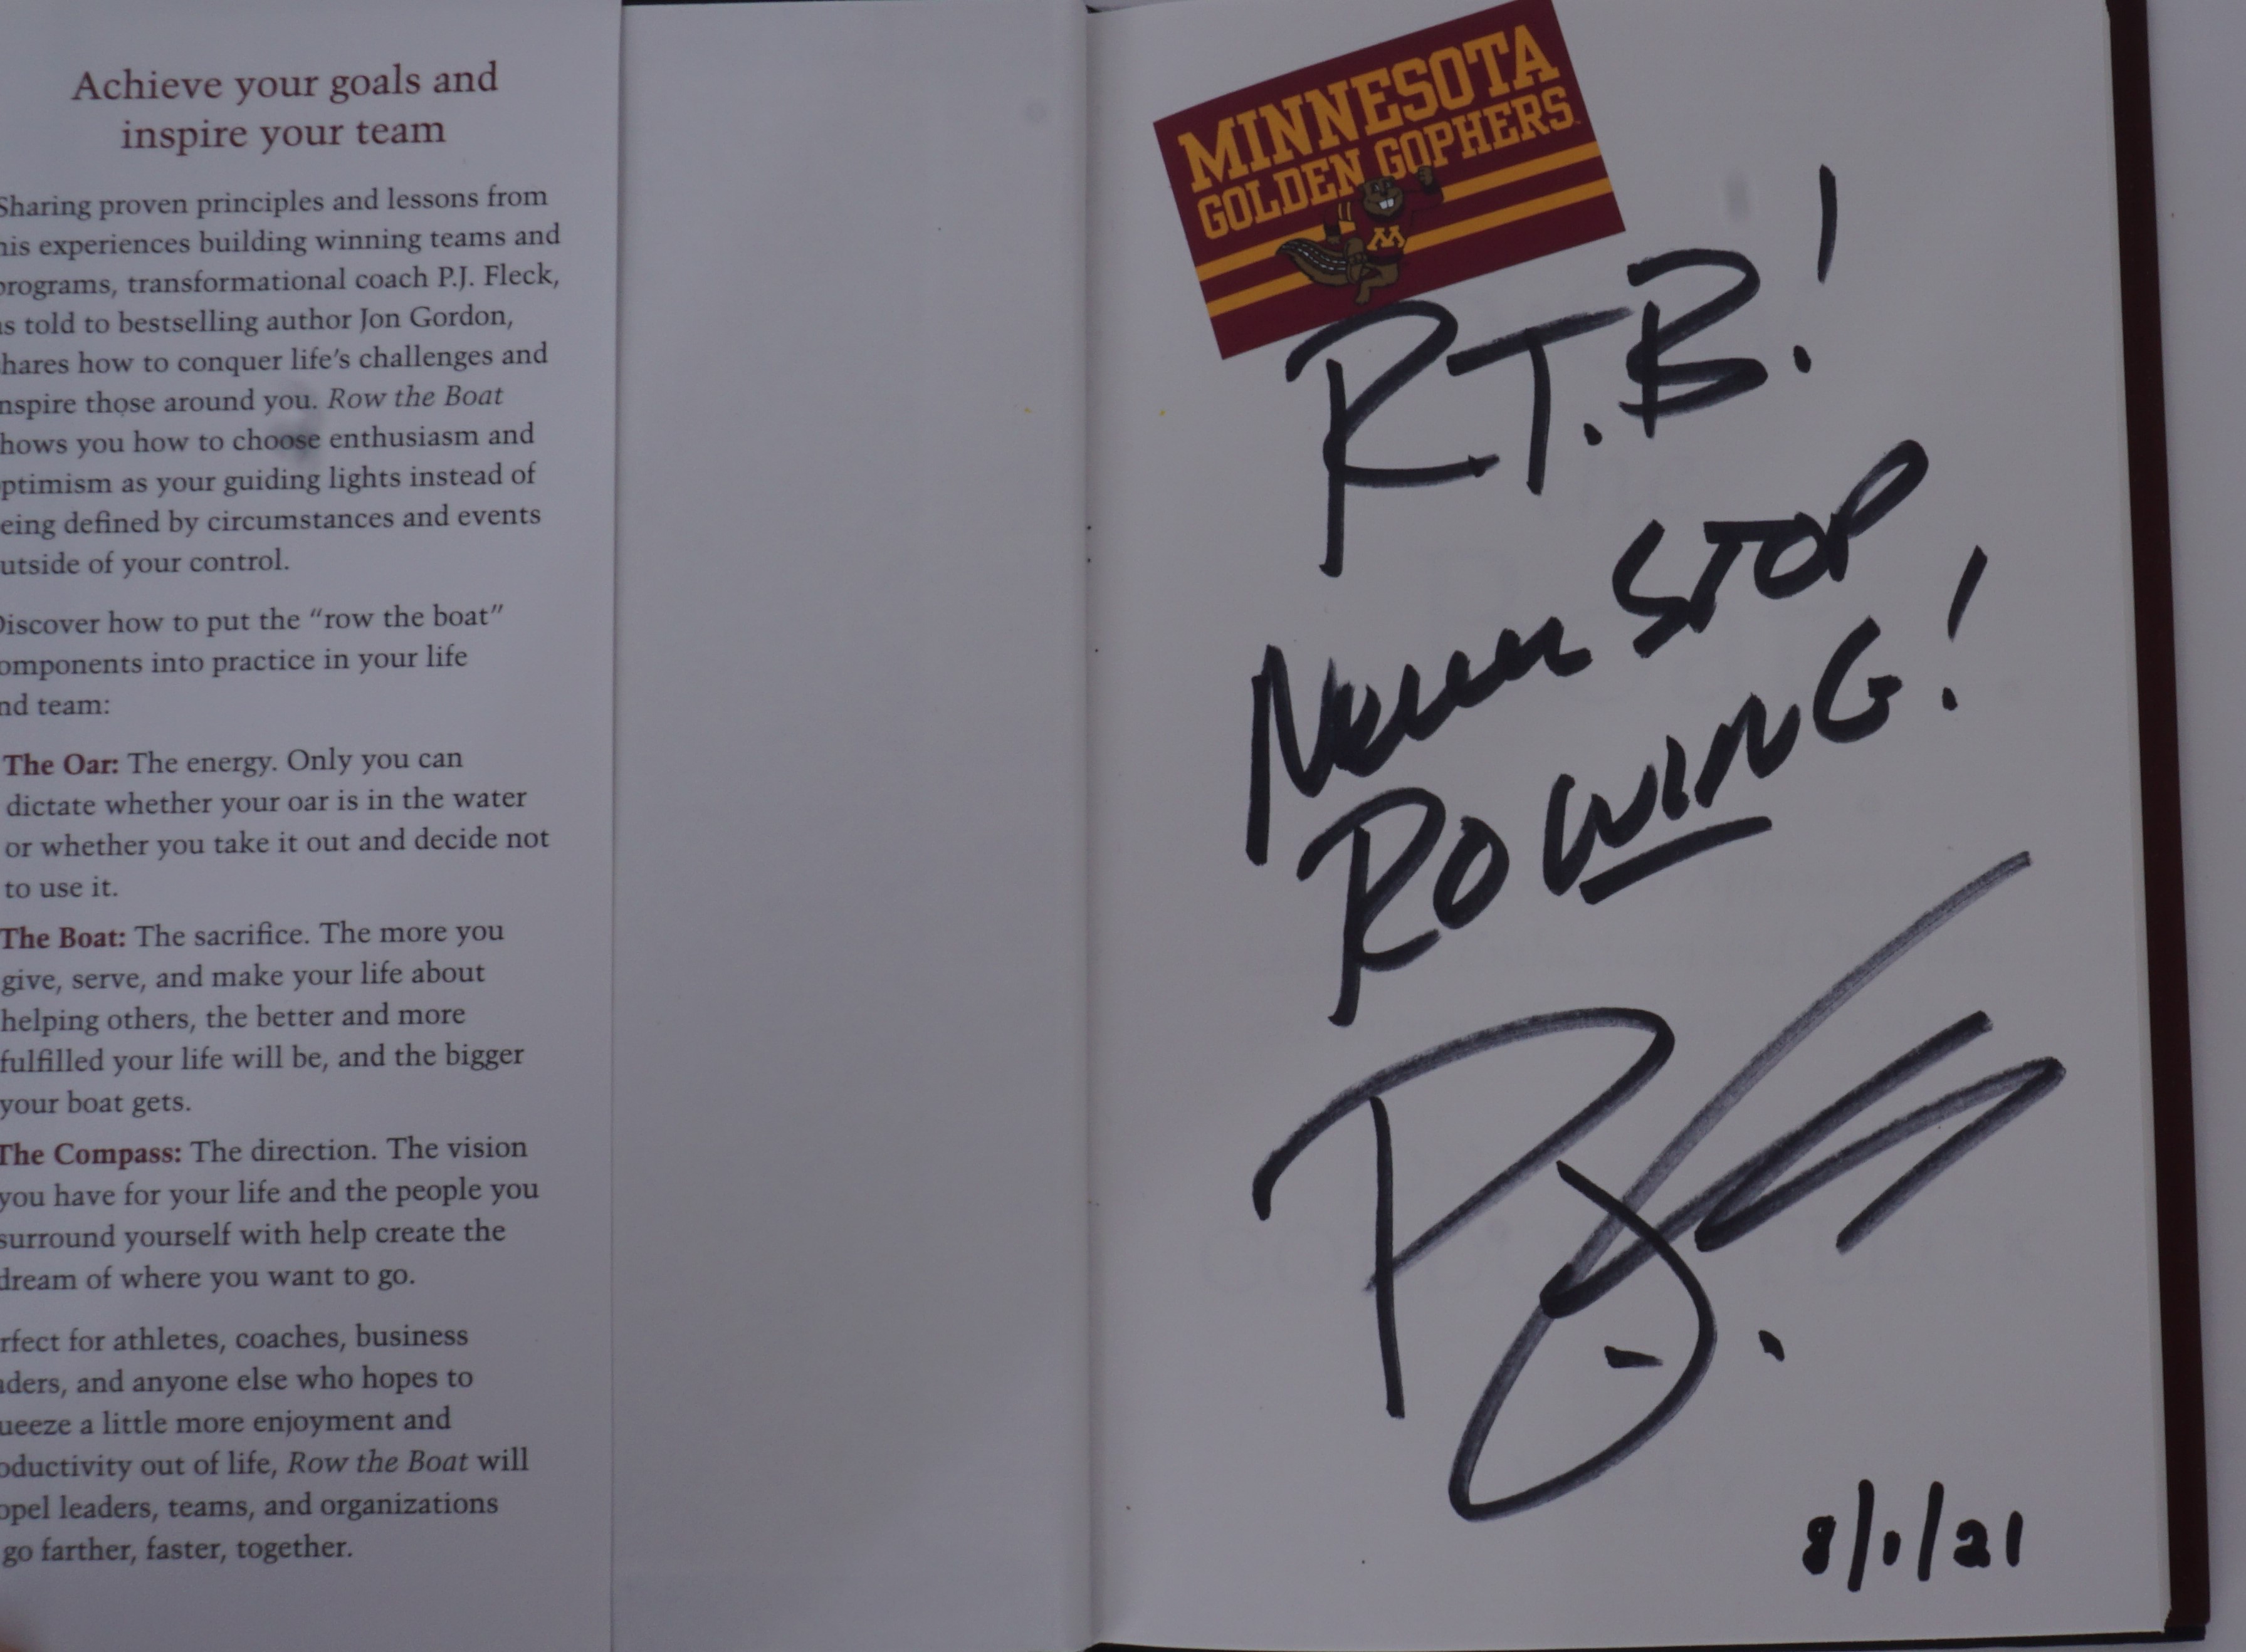 Achieve your goals and
inspire your team
Sharing proven principles and lessons from
his experiences building winning teams and
programs, transformational coach P.J. Fleck,
as told to bestselling author Jon Gordon,
shares how to conquer life's challenges and
inspire those around you. Row the Boat
shows you how to choose enthusiasm and
optimism as your guiding lights instead of
being defined by circumstances and events
outside of your control.
Discover how to put the "row the boat"
components into practice in your life
and team:
The Oar: The energy. Only you can
dictate whether your oar is in the water
or whether you take it out and decide not
to use it.
The Boat: The sacrifice. The more you
give, serve, and make your life about
helping others, the better and more
fulfilled your life will be, and the bigger
your boat gets.
The Compass: The direction. The vision
you have for your life and the people you
surround yourself with help create the
dream of where you want to go.
rfect for athletes, coaches, business
aders, and anyone else who hopes to
ueeze a little more enjoyment and
oductivity out of life, Row the Boat will
opel leaders, teams, and organizations
go farther, faster, together.
MINNESOTA
GOLDEN GOPHERS
M
R.T.B!
Never STOP
ROWING!
P.J.
8/1/21